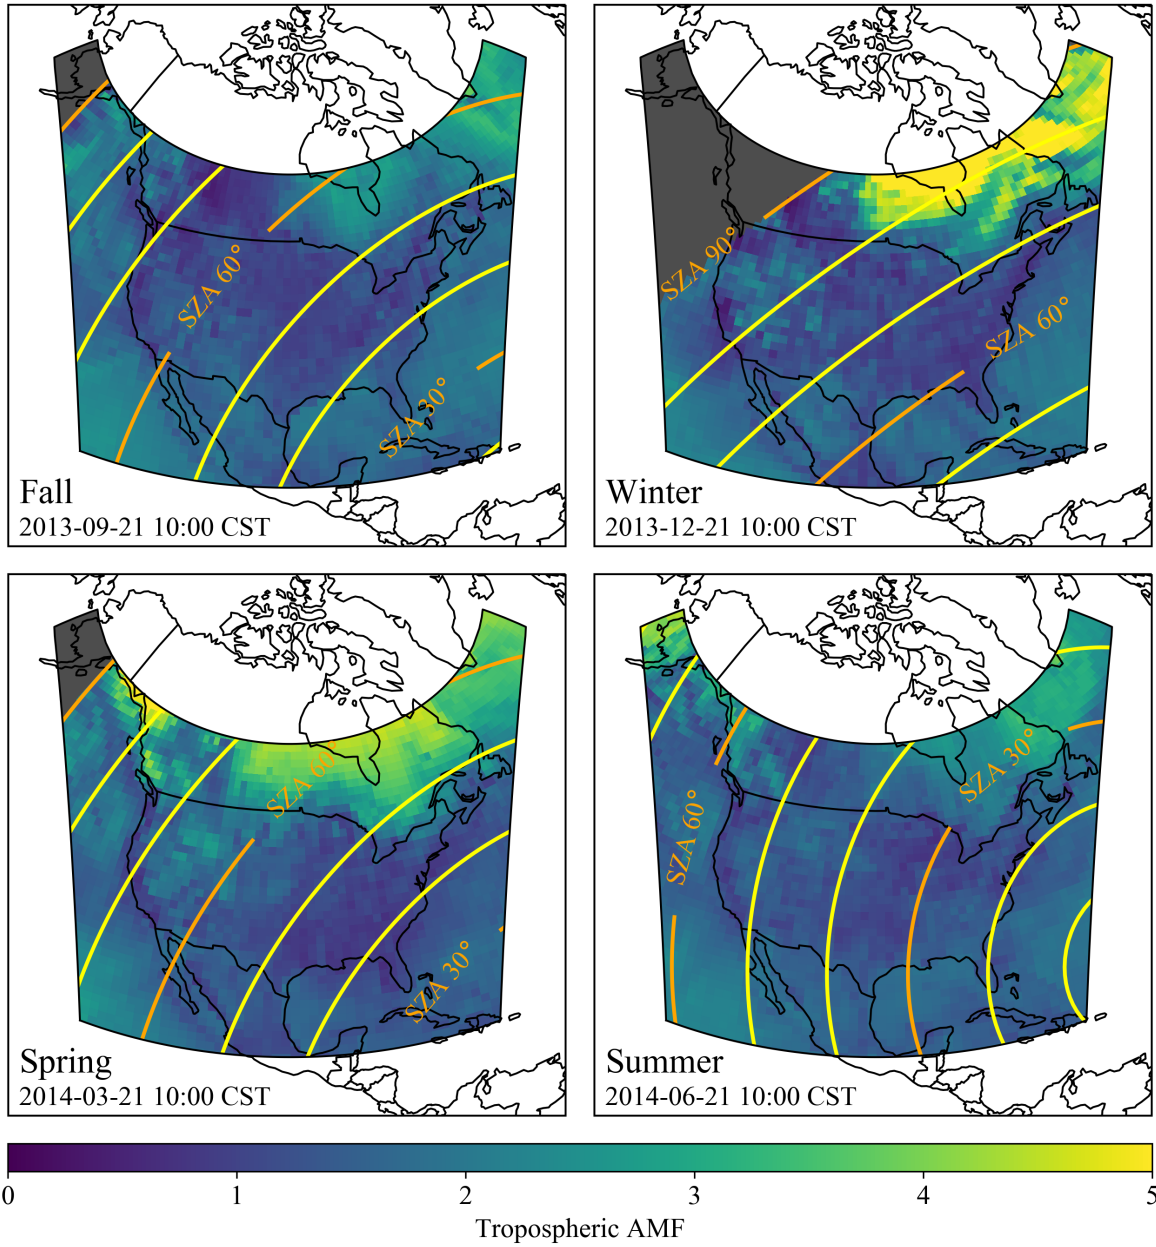 SZA 60°
SZA 30°
Fall
2013-09-21 10:00 CST
SZA 90°
SZA 60°
Winter
2013-12-21 10:00 CST
SZA 60°
SZA 30°
Spring
2014-03-21 10:00 CST
SZA 30°
SZA 60°
Summer
2014-06-21 10:00 CST
0 1 2 3 4 5
Tropospheric AMF